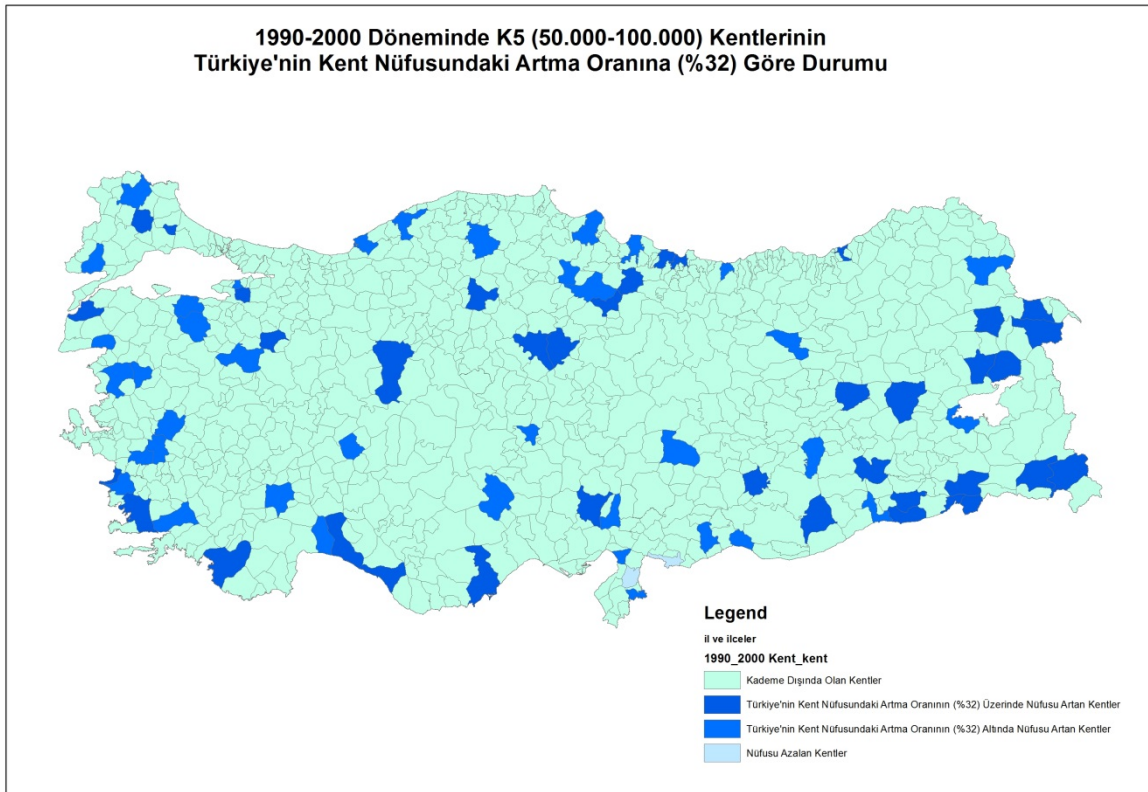 1990-2000 Döneminde K5 (50.000-100.000) Kentlerinin
Türkiye'nin Kent Nüfusundaki Artma Oranına (%32) Göre Durumu
Legend
il ve ilceler
1990_2000 Kent_kent
Kademe Dışında Olan Kentler
Türkiye'nin Kent Nüfusundaki Artma Oranının (%32) Üzerinde Nüfusu Artan Kentler
Türkiye'nin Kent Nüfusundaki Artma Oranının (%32) Altında Nüfusu Artan Kentler
Nüfusu Azalan Kentler